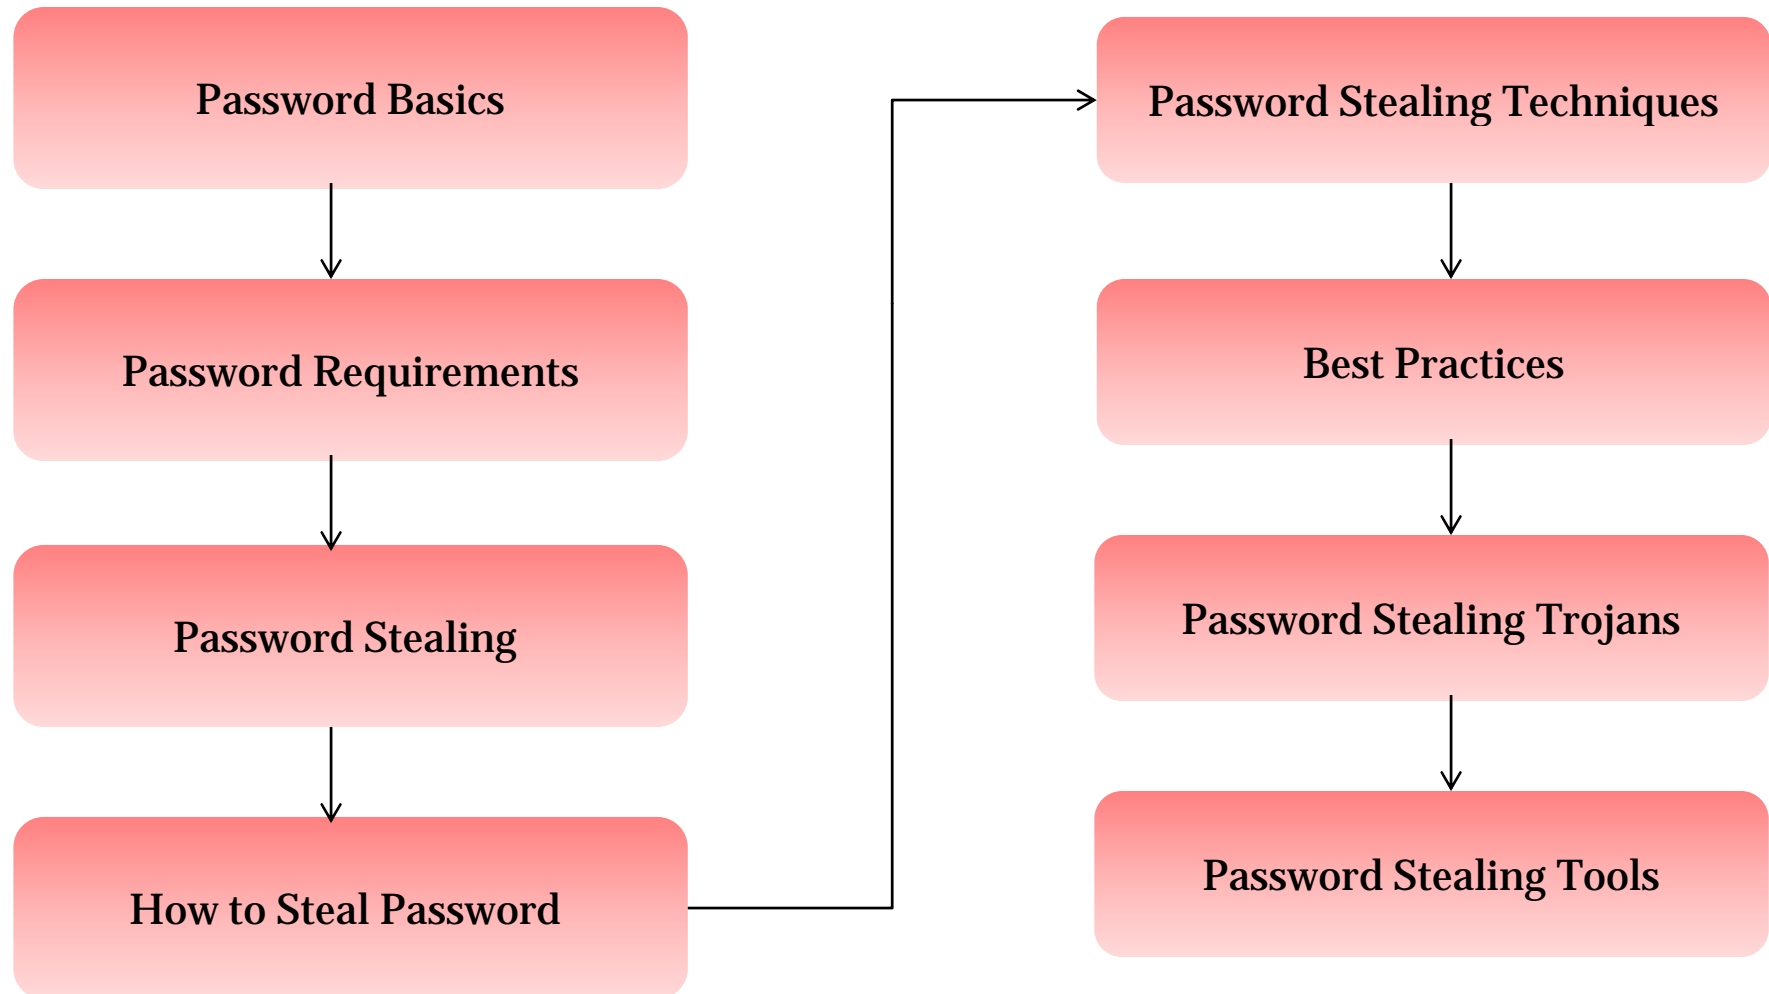 Password Basics
Password Requirements
Password Stealing
How to Steal Password
Password Stealing Techniques
Best Practices
Password Stealing Trojans
Password Stealing Tools